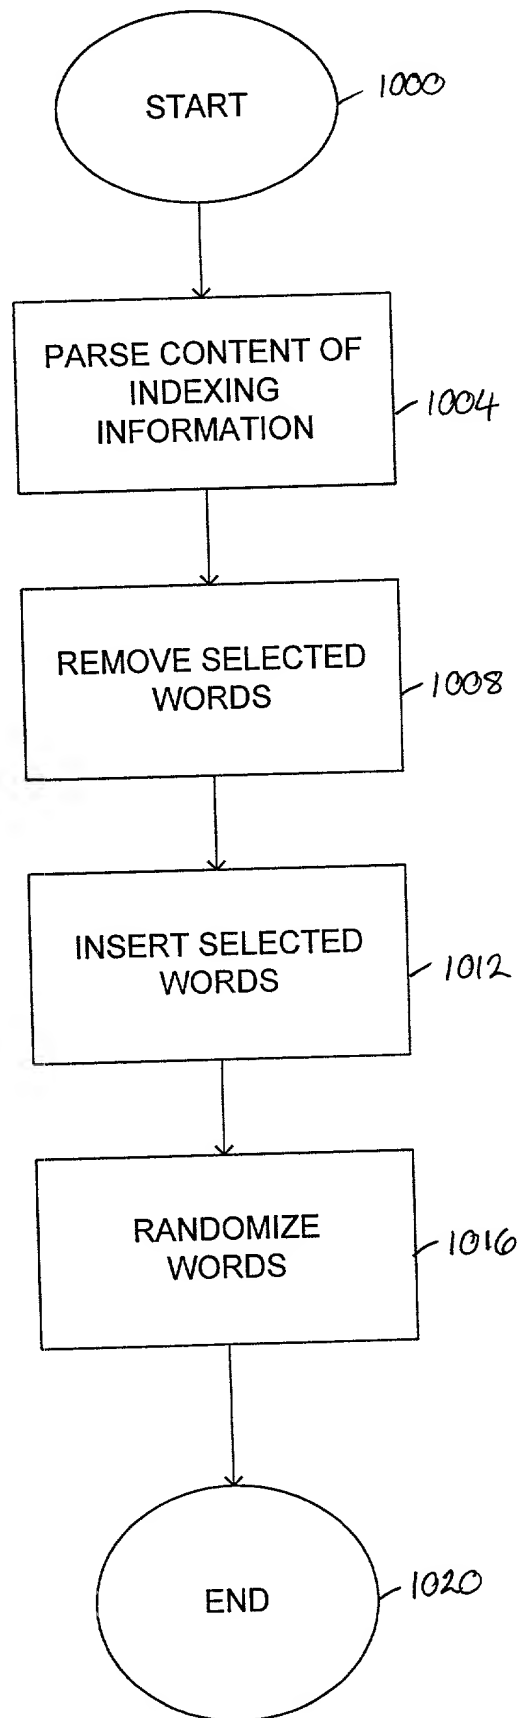 START
1000
PARSE CONTENT OF
INDEXING
INFORMATION
1004
REMOVE SELECTED
WORDS
1008
INSERT SELECTED
WORDS
1012
RANDOMIZE
WORDS
1016
END
1020